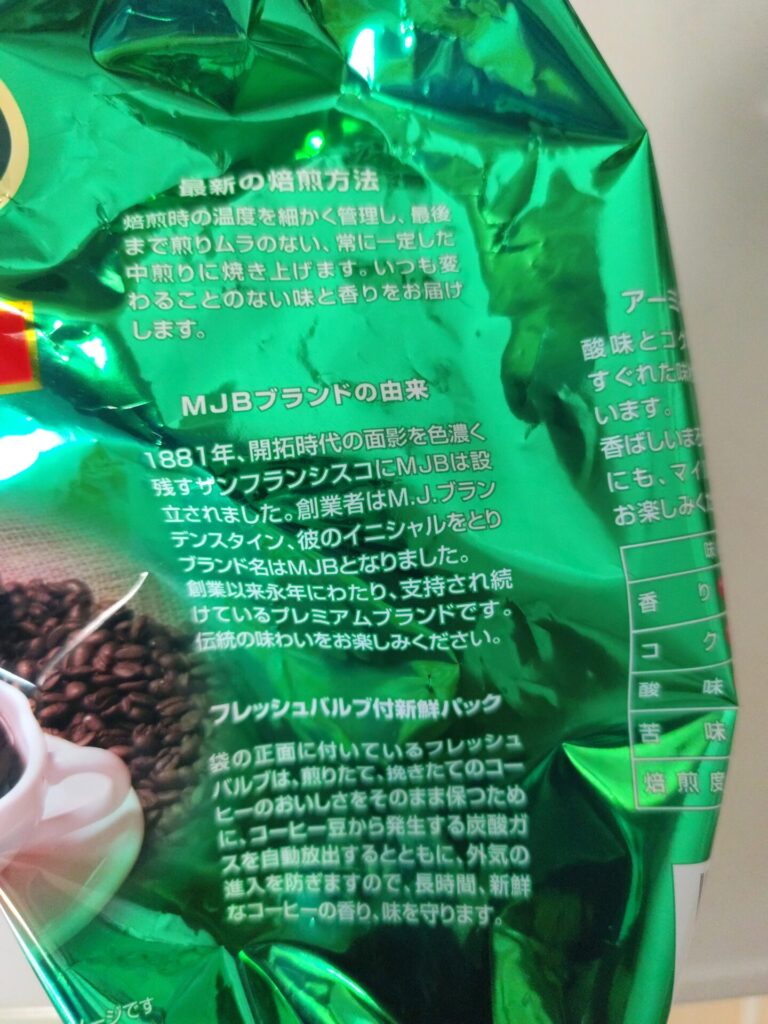 最新の焙煎方法
焙煎時の温度を細かく管理し、最後
まで煎りムラのない、常に一定した
中煎りに焼き上げます。いつも変
わることのない味と香りをお届け
します。
MJBブランドの由来
1881年、開拓時代の面影を色濃く
残すサンフランシスコにMJBは設
立されました。創業者はM.J.ブラン
デンスタイン、彼のイニシャルをとり
ブランド名はMJBとなりました。
創業以来永年にわたり、支持され続
けているプレミアムブランドです。
伝統の味わいをお楽しみください。
フレッシュバルブ付新鮮パック
袋の正面に付いているフレッシュ
バルブは、煎りたて、挽きたてのコー
ヒーのおいしさをそのまま保つため
に、コーヒー豆から発生する炭酸ガ
スを自動放出するとともに、外気の
進入を防ぎますので、長時間、新鮮
なコーヒーの香り、味を守ります。
アーミ
酸味とコク
すぐれた味
います。
香ばしいまろ
にも、マイ
お楽しみく
味
香り
コク
酸味
苦味
焙煎度
ージです